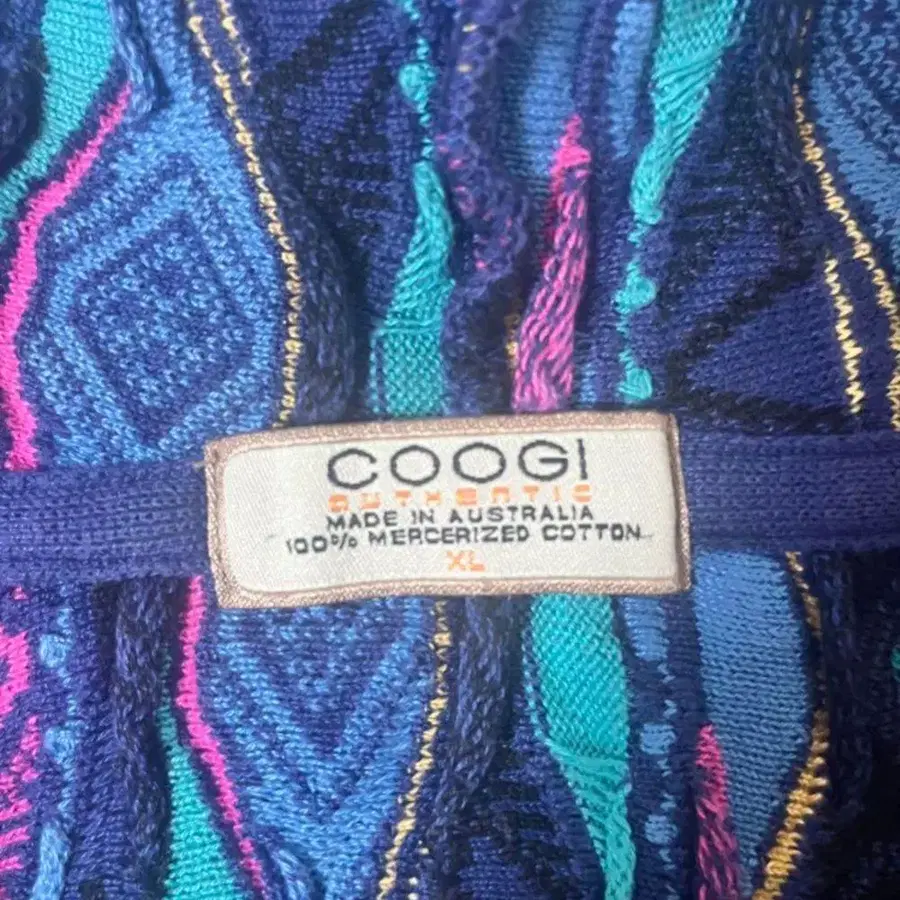 COOGI
AUTHENTIC
MADE IN AUSTRALIA
100% MERCERIZED COTTON
XL